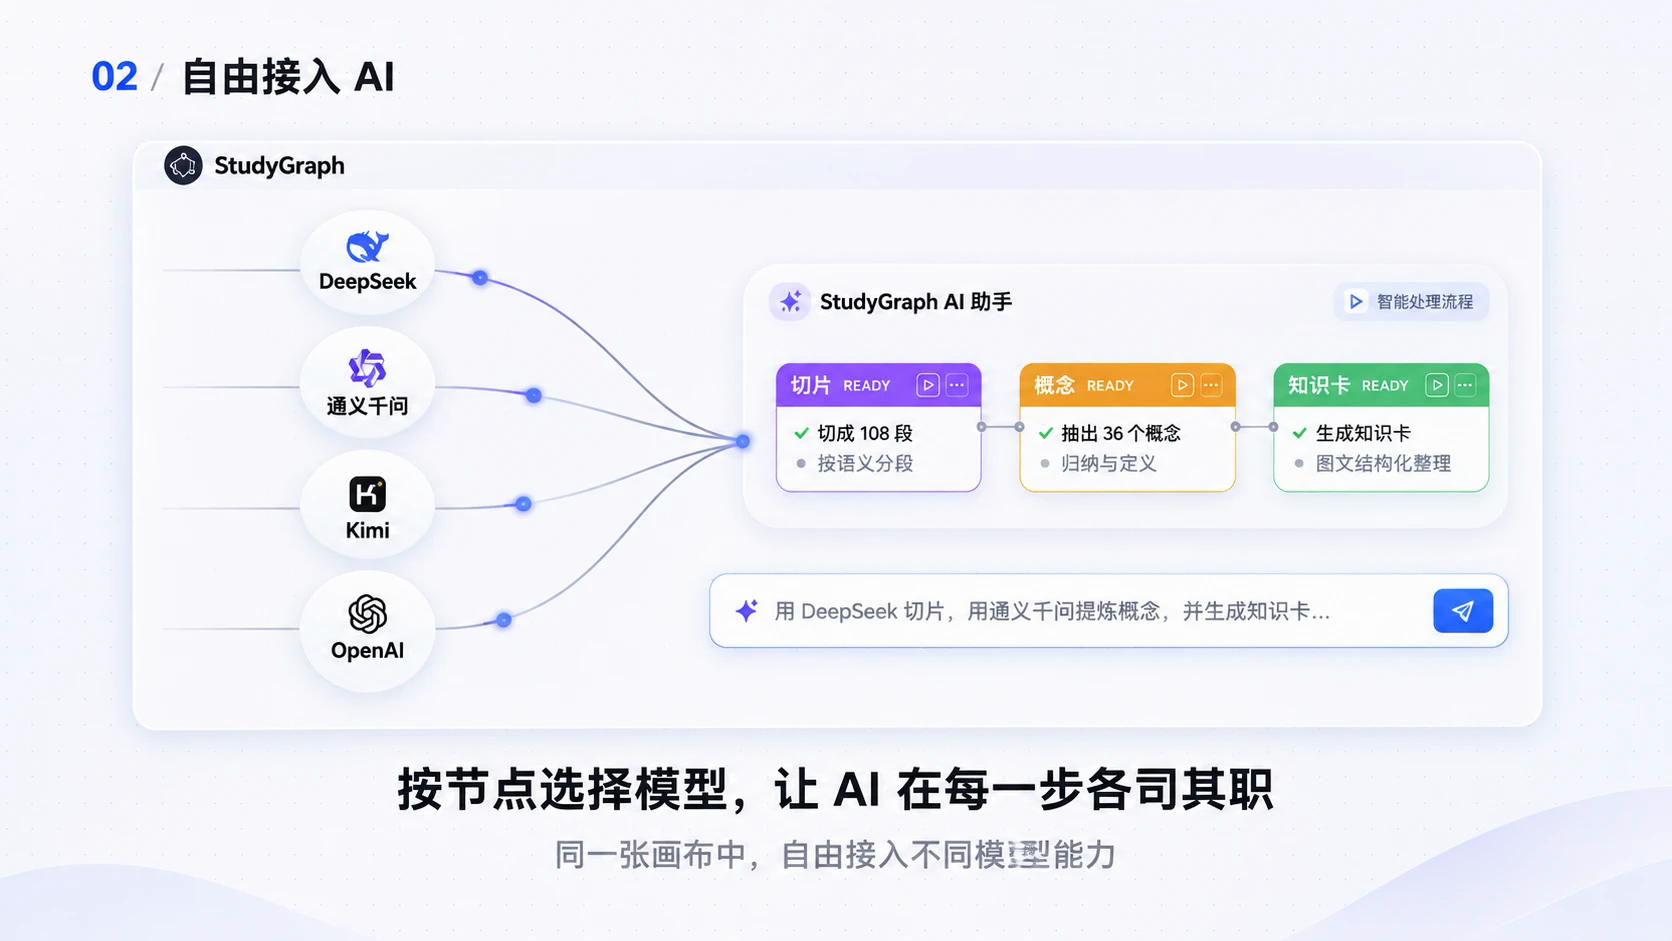 02 / 自由接入 AI
StudyGraph
DeepSeek
通义千问
Kimi
OpenAI
StudyGraph AI 助手
智能处理流程
切片 READY
切成 108 段
按语义分段
概念 READY
抽出 36 个概念
归纳与定义
知识卡 READY
生成知识卡
图文结构化整理
用 DeepSeek 切片，用通义千问提炼概念，并生成知识卡...
按节点选择模型，让 AI 在每一步各司其职
同一张画布中，自由接入不同模能力